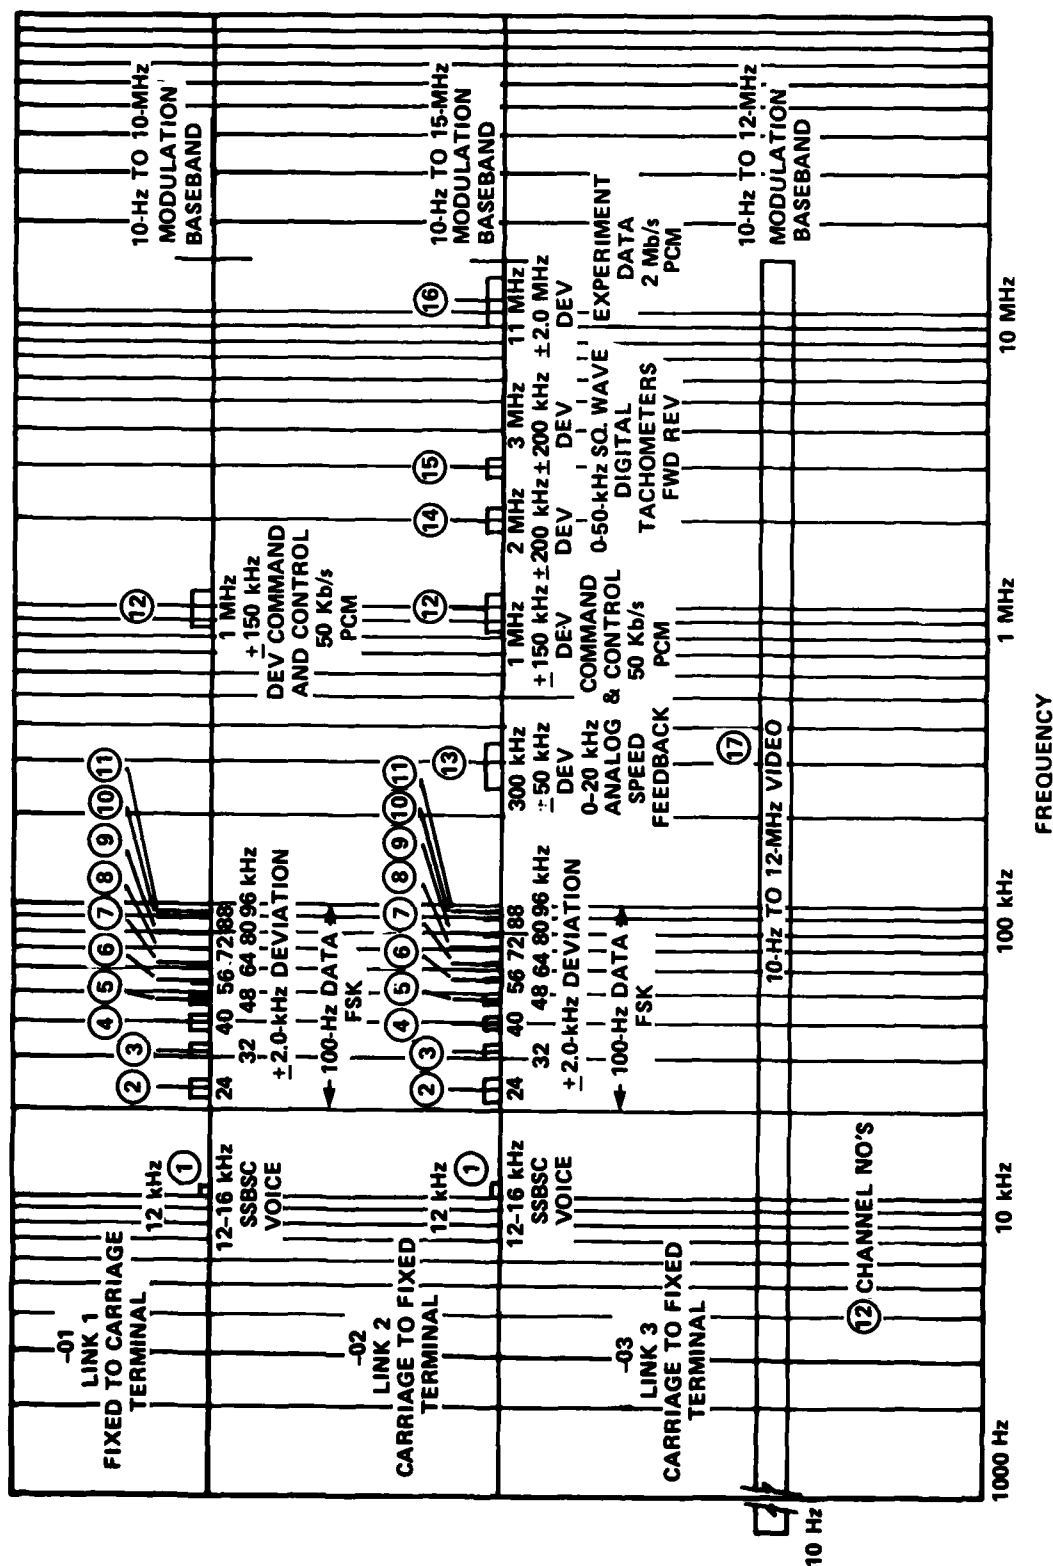 -01
LINK 1
FIXED TO CARRIAGE
TERMINAL
12 kHz
1
2
3
4
5
6
7
8
9
10
11
12
10-Hz TO 10-MHz
MODULATION
BASEBAND
12-16 kHz
SSBSC
VOICE
24
32
40
48
56
64
72
80
88
96 kHz
±2.0-kHz DEVIATION
100-Hz DATA
FSK
1 MHz
±150 kHz
DEV COMMAND
AND CONTROL
50 Kb/s
PCM
-02
LINK 2
CARRIAGE TO FIXED
TERMINAL
12 kHz
1
2
3
4
5
6
7
8
9
10
11
13
12
14
15
16
10-Hz TO 15-MHz
MODULATION
BASEBAND
12-16 kHz
SSBSC
VOICE
24
32
40
48
56
64
72
80
88
96 kHz
±2.0-kHz DEVIATION
100-Hz DATA
FSK
300 kHz
±50 kHz
DEV
0-20 kHz
ANALOG
SPEED
FEEDBACK
1 MHz
±150 kHz
DEV
COMMAND
& CONTROL
50 Kb/s
PCM
2 MHz
±200 kHz
DEV
3 MHz
±200 kHz
DEV
0-50-kHz SQ. WAVE
DIGITAL
TACHOMETERS
FWD REV
11 MHz
±2.0 MHz
DEV
EXPERIMENT
DATA
2 Mb/s
PCM
-03
LINK 3
CARRIAGE TO FIXED
TERMINAL
17
10-Hz TO 12-MHz VIDEO
10-Hz TO 12-MHz
MODULATION
BASEBAND
12 CHANNEL NO'S
10 Hz
1000 Hz
10 kHz
100 kHz
1 MHz
10 MHz
FREQUENCY